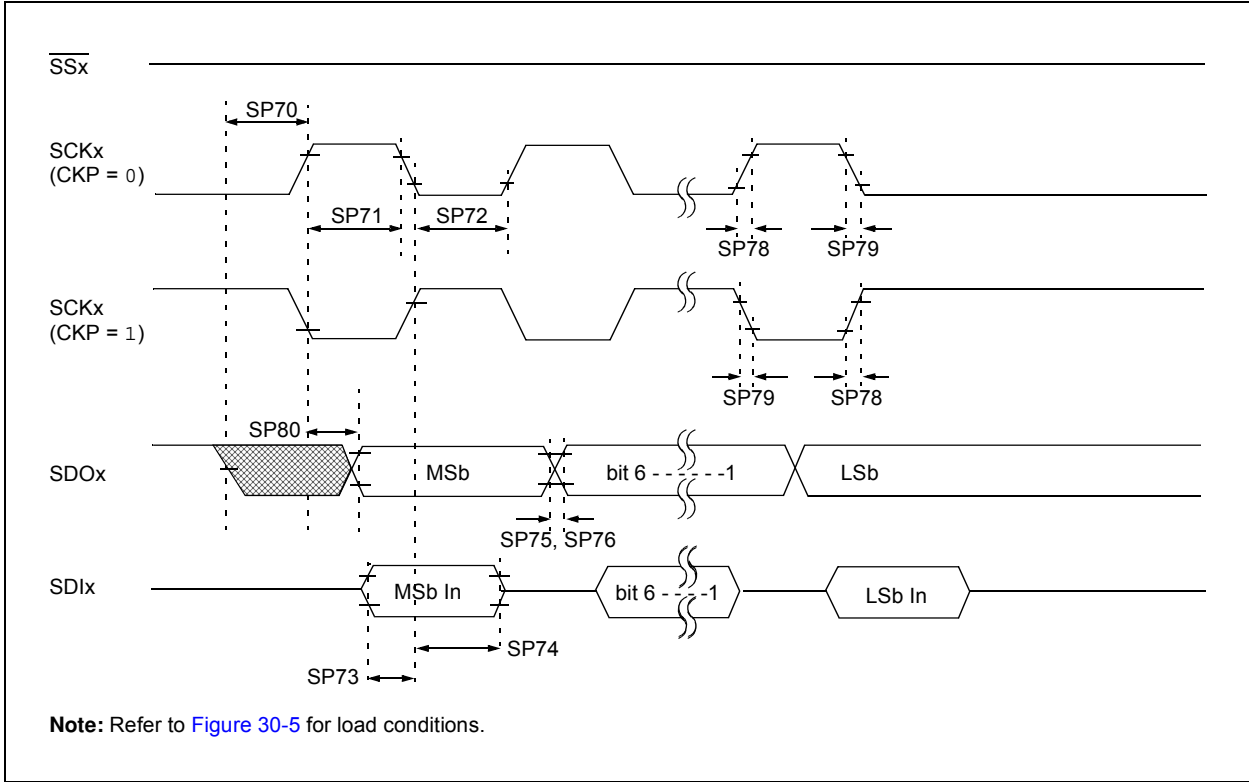 SSx
SP70
SCKx
(CKP = 0)
SP71
SP72
SP78
SP79
SCKx
(CKP = 1)
SP79
SP78
SP80
SDOx
MSb
bit 6 - - - - - -1
LSb
SP75, SP76
SDIx
MSb In
bit 6 - - - -1
LSb In
SP74
SP73
Note: Refer to Figure 30-5 for load conditions.